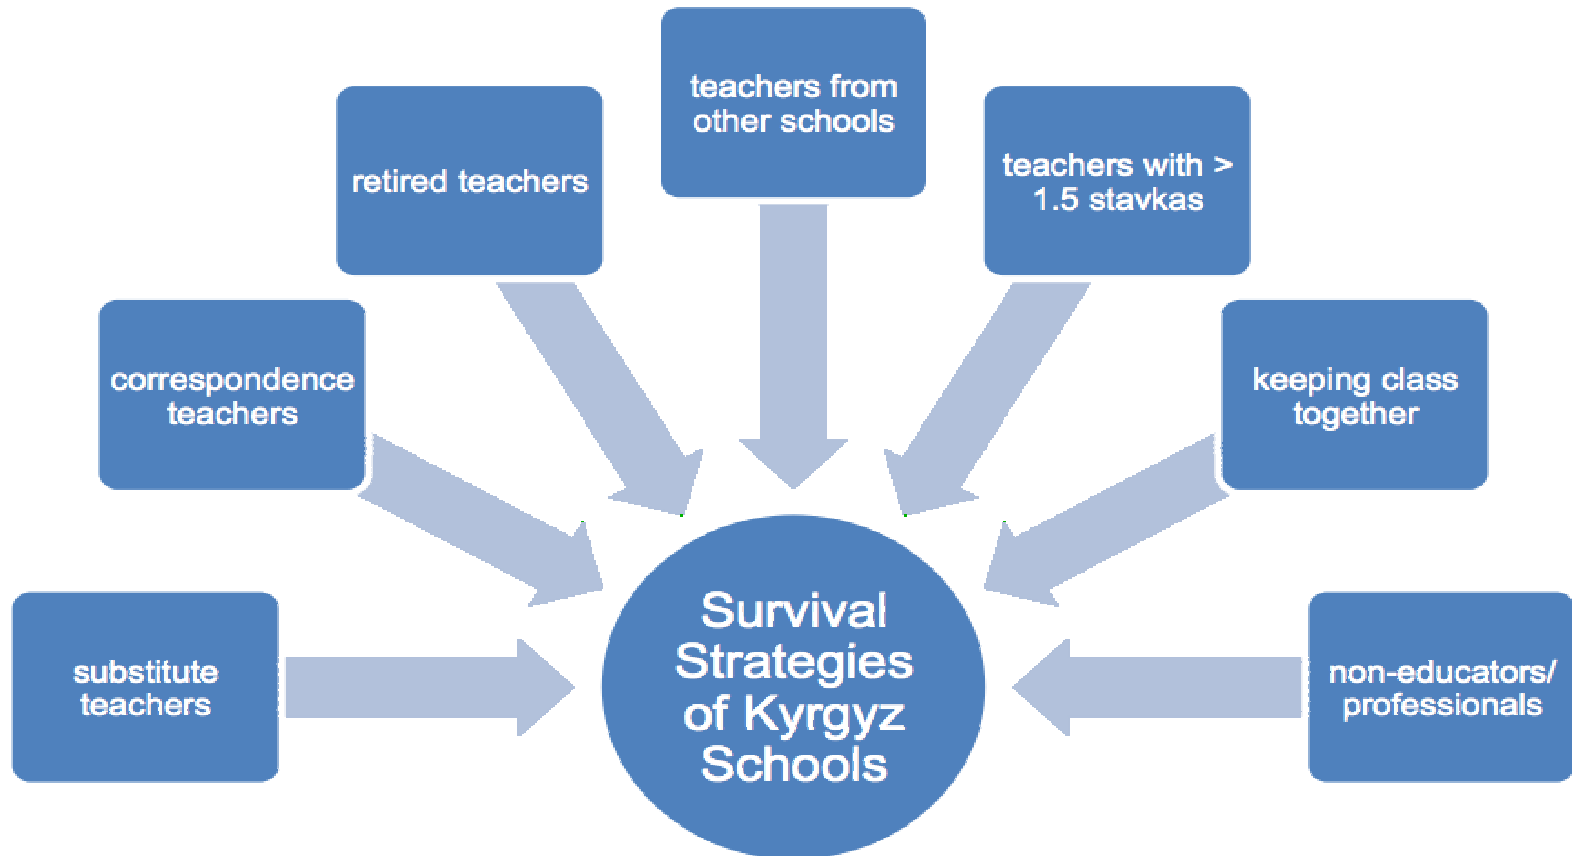 teachers from
other schools
retired teachers
teachers with >
1.5 stavkas
correspondence
teachers
keeping class
together
substitute
teachers
non-educators/
professionals
Survival
Strategies
of Kyrgyz
Schools